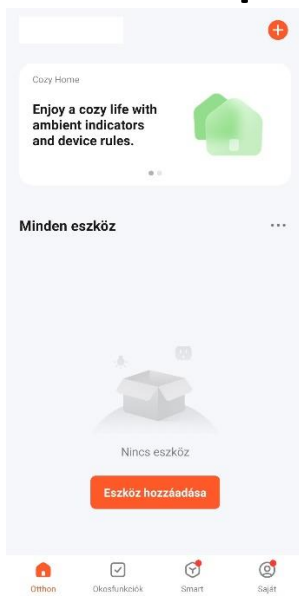 Cozy Home
Enjoy a cozy life with
ambient indicators
and device rules.
Minden eszköz
Nincs eszköz
Eszköz hozzáadása
Otthon
Okosfunkciók
Smart
Saját